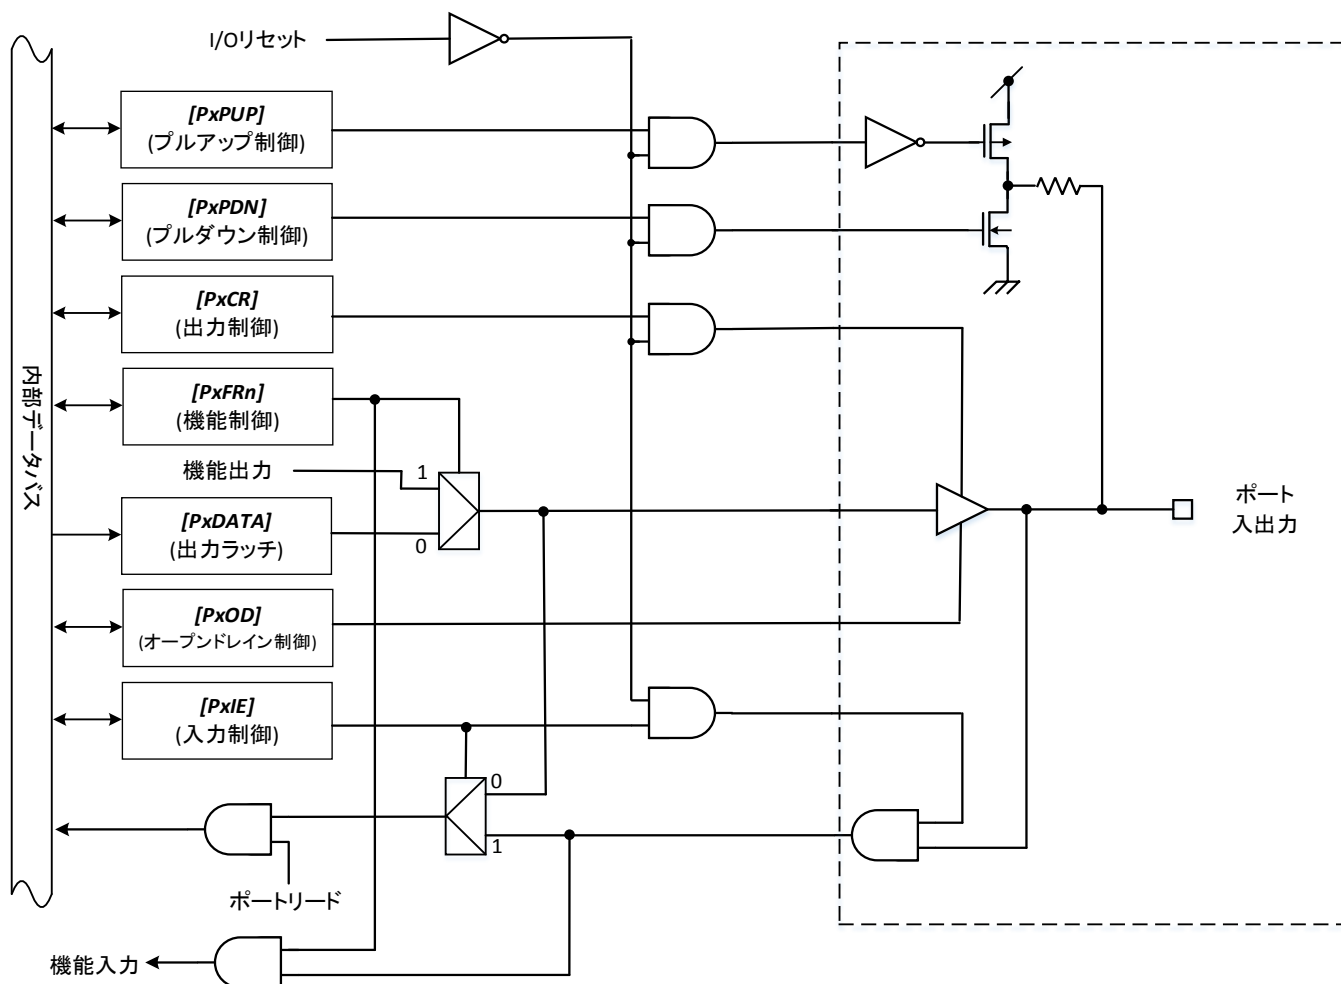 I/Oリセット
[PxPUP]
(プルアップ制御)
[PxPDN]
(プルダウン制御)
[PxCR]
(出力制御)
内部データバス
[PxFRn]
(機能制御)
機能出力
1
[PxDATA]
(出力ラッチ)
0
ポート
入出力
[PxOD]
(オープンドレイン制御)
[PxIE]
(入力制御)
0
1
ポートリード
機能入力